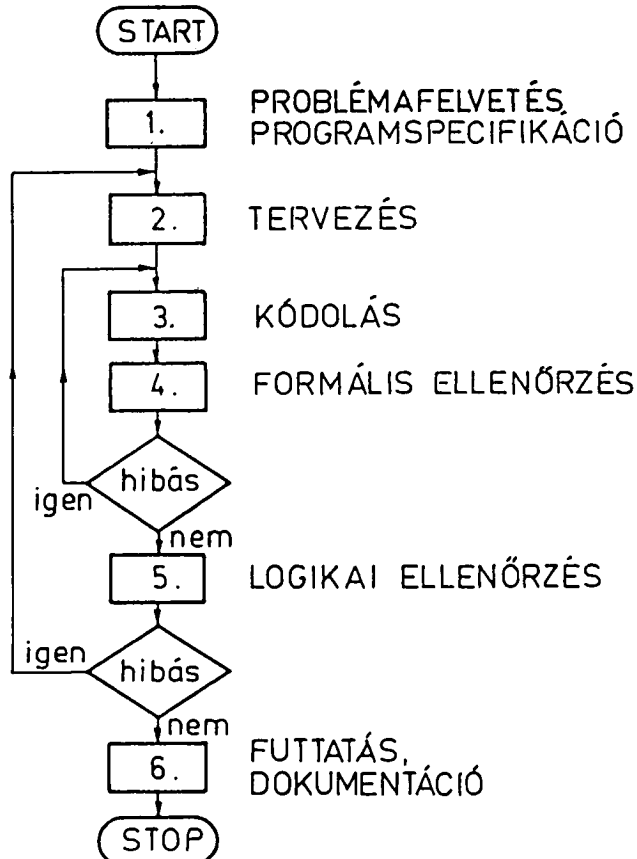 START
1. PROBLÉMAFELVETÉS
PROGRAMSPECIFIKÁCIÓ
2. TERVEZÉS
3. KÓDOLÁS
4. FORMÁLIS ELLENŐRZÉS
hibás
igen
nem
5. LOGIKAI ELLENŐRZÉS
igen
hibás
nem
6. FUTTATÁS,
DOKUMENTÁCIÓ
STOP